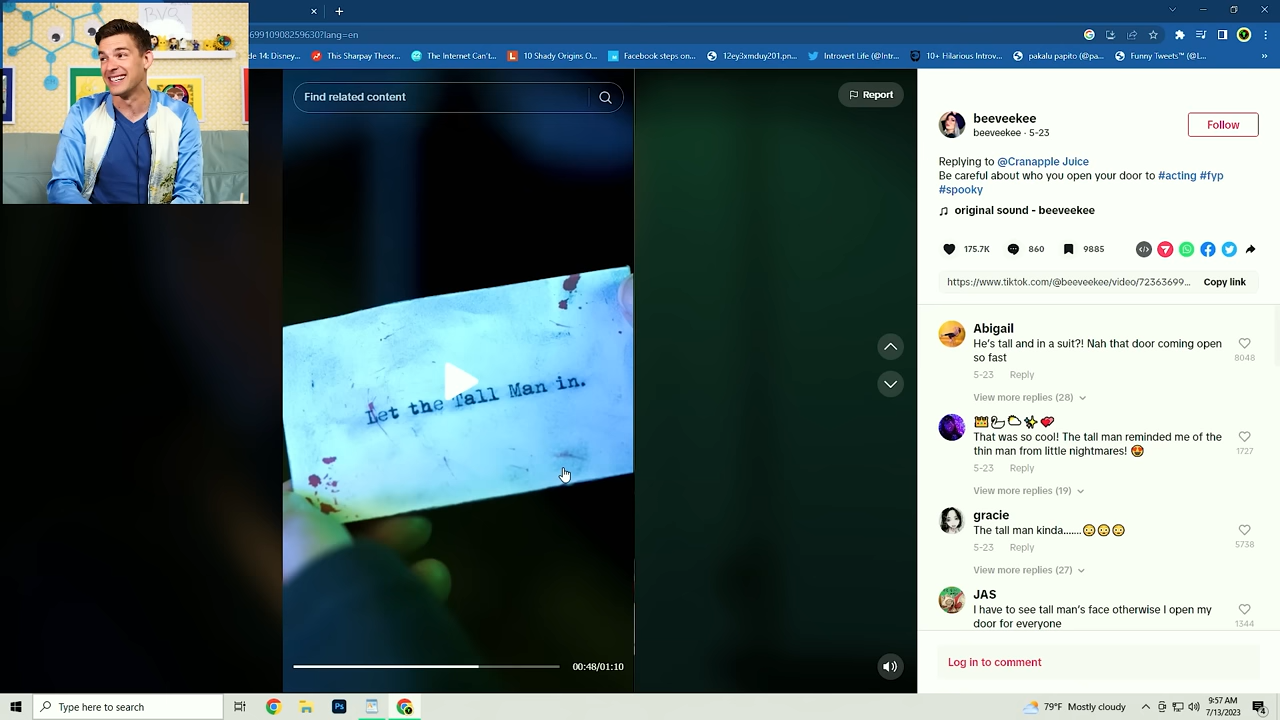 69910908259630?lang=en
de 14: Disney...
This Sharpay Theor...
The Internet Can't...
10 Shares ... O...
Facebook steps on...
12ey3xmduy201.pn...
Introvert Life (@Intr...
10+ Hilarious Introv...
pakalu papito (@pa...
Funny Tweets™ (@L...
Find related content
Report
Let the Tall Man in.
00:48/01:10
beeveekee
beeveekee · 5-23
Follow
Replying to @Cranapple Juice
Be careful about who you open your door to #acting #fyp
#spooky
original sound - beeveekee
175.7K
860
9885
https://www.tiktok.com/@beeveekee/video/72363699...
Copy link
Abigail
He's tall and in a suit?! Nah that door coming open
so fast
8048
5-23 Reply
View more replies (28)
That was so cool! The tall man reminded me of the
thin man from little nightmares!
1727
5-23 Reply
View more replies (19)
gracie
The tall man kinda.......
5738
5-23 Reply
View more replies (27)
JAS
I have to see tall man's face otherwise I open my
door for everyone
1344
Log in to comment
Type here to search
79°F Mostly cloudy
9:57 AM
7/13/2023
4